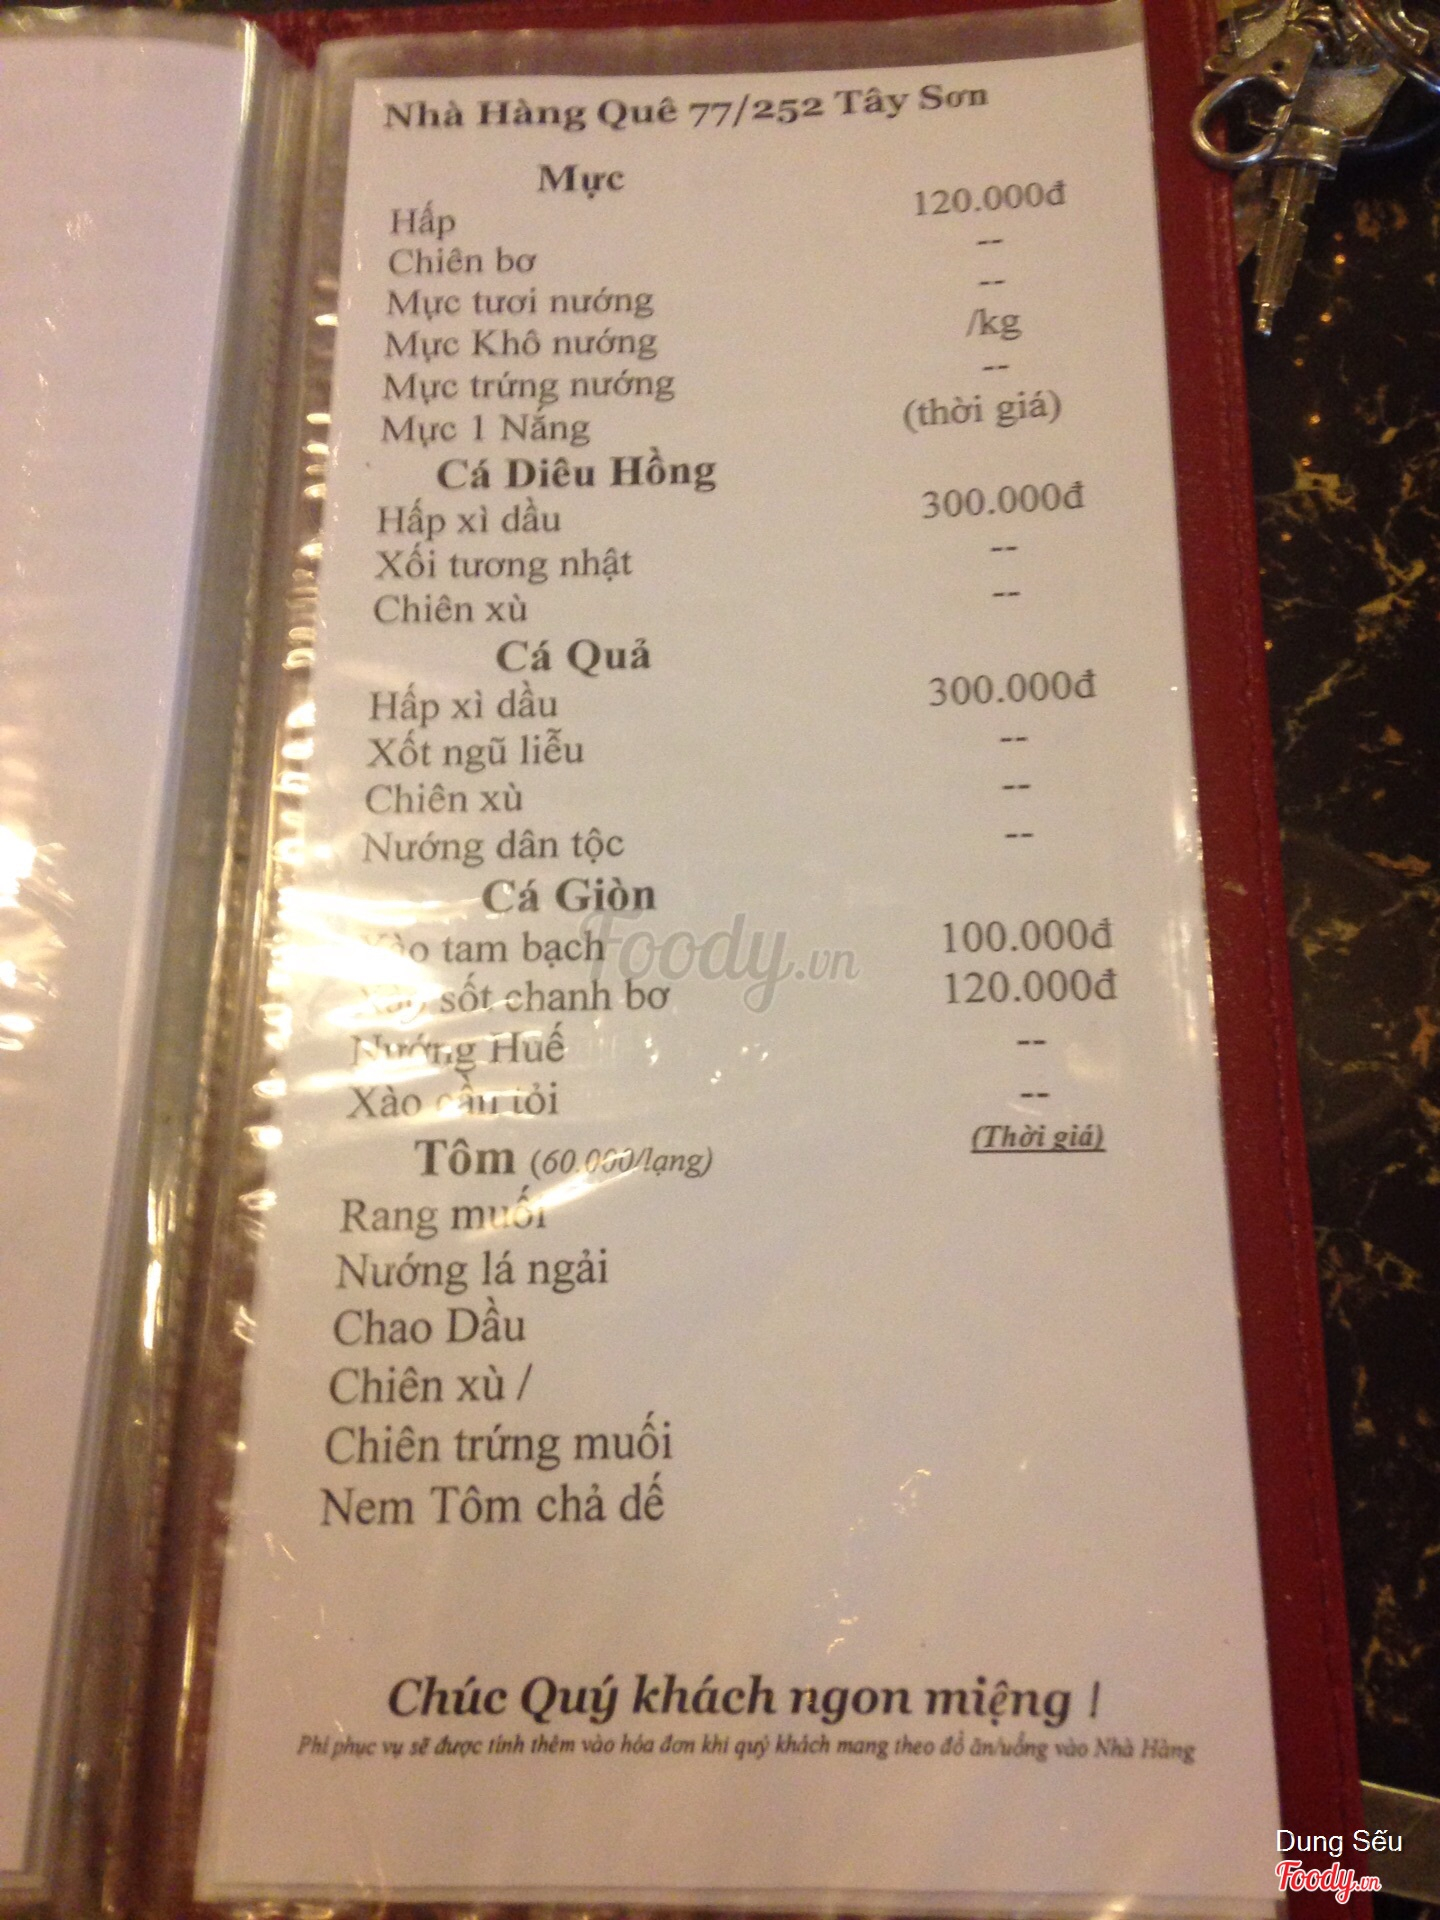 Nhà Hàng Quê 77/252 Tây Sơn
Mực
Hấp 120.000đ
Chiên bơ --
Mực tươi nướng --
Mực Khô nướng /kg
Mực trứng nướng --
Mực 1 Nắng (thời giá)
Cá Diêu Hồng
Hấp xì dầu 300.000đ
Xối tương nhật --
Chiên xù --
Cá Quả
Hấp xì dầu 300.000đ
Xốt ngũ liễu --
Chiên xù --
Nướng dân tộc --
Cá Giòn
Xào tam bạch 100.000đ
sốt chanh bơ 120.000đ
Nướng Huế --
Xào cần tỏi --
Tôm (60.000/lạng) (Thời giá)
Rang muối
Nướng lá ngải
Chao Dầu
Chiên xù /
Chiên trứng muối
Nem Tôm chả dế
Chúc Quý khách ngon miệng !
Phí phục vụ sẽ được tính thêm vào hóa đơn khi quý khách mang theo đồ ăn/uống vào Nhà Hàng
Foody.vn
Dung Sếu
Foody.vn